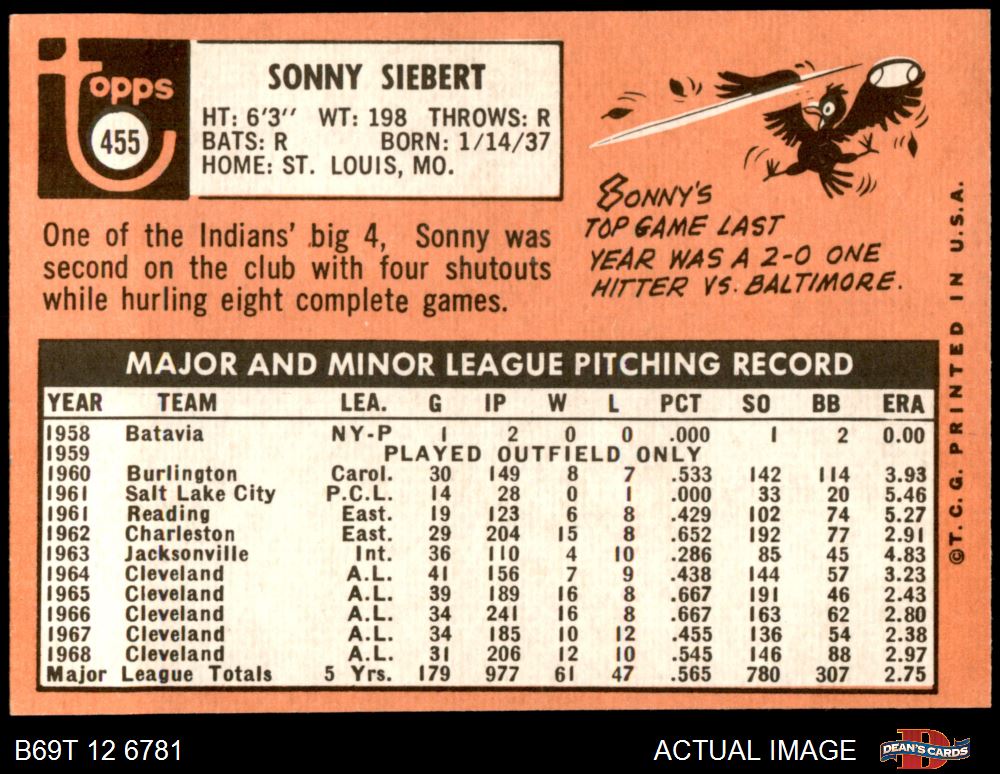 Topps
455
SONNY SIEBERT
HT: 6'3" WT: 198 THROWS: R
BATS: R BORN: 1/14/37
HOME: ST. LOUIS, MO.
One of the Indians' big 4, Sonny was
second on the club with four shutouts
while hurling eight complete games.
SONNY'S
TOP GAME LAST
YEAR WAS A 2-0 ONE
HITTER VS. BALTIMORE.
MAJOR AND MINOR LEAGUE PITCHING RECORD
YEAR TEAM LEA. G IP W L PCT SO BB ERA
1958 Batavia NY-P 1 2 0 0 .000 1 2 0.00
1959 PLAYED OUTFIELD ONLY
1960 Burlington Carol. 30 149 8 7 .533 142 114 3.93
1961 Salt Lake City P.C.L. 14 28 0 1 .000 33 20 5.46
1961 Reading East. 19 123 6 8 .429 102 74 5.27
1962 Charleston East. 29 204 15 8 .652 192 77 2.91
1963 Jacksonville Int. 36 110 4 10 .286 85 45 4.83
1964 Cleveland A.L. 41 156 7 9 .438 144 57 3.23
1965 Cleveland A.L. 39 189 16 8 .667 191 46 2.43
1966 Cleveland A.L. 34 241 16 8 .667 163 62 2.80
1967 Cleveland A.L. 34 185 10 12 .455 136 54 2.38
1968 Cleveland A.L. 31 206 12 10 .545 146 88 2.97
Major League Totals 5 Yrs. 179 977 61 47 .565 780 307 2.75
©T. C. G. PRINTED IN U.S.A.
B69T 12 6781
ACTUAL IMAGE
DEAN'S CARDS